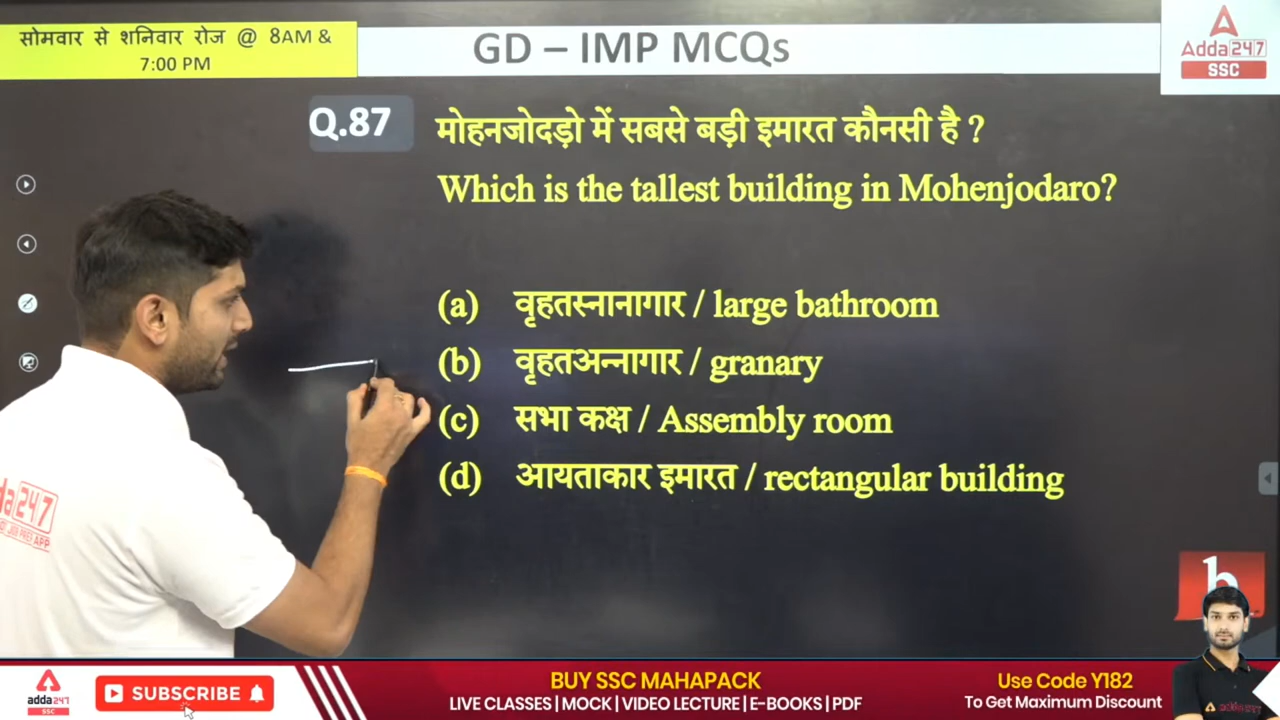 सोमवार से शनिवार रोज @ 8AM &
7:00 PM
GD – IMP MCQs
Adda247
SSC
Q.87
मोहनजोदड़ो में सबसे बड़ी इमारत कौनसी है ?
Which is the tallest building in Mohenjodaro?
(a) वृहतस्नानागार / large bathroom
(b) वृहतअन्नागार / granary
(c) सभा कक्ष / Assembly room
(d) आयताकार इमारत / rectangular building
247
b
adda247
SSC
SUBSCRIBE
BUY SSC MAHAPACK
LIVE CLASSES | MOCK | VIDEO LECTURE | E-BOOKS | PDF
Use Code Y182
To Get Maximum Discount